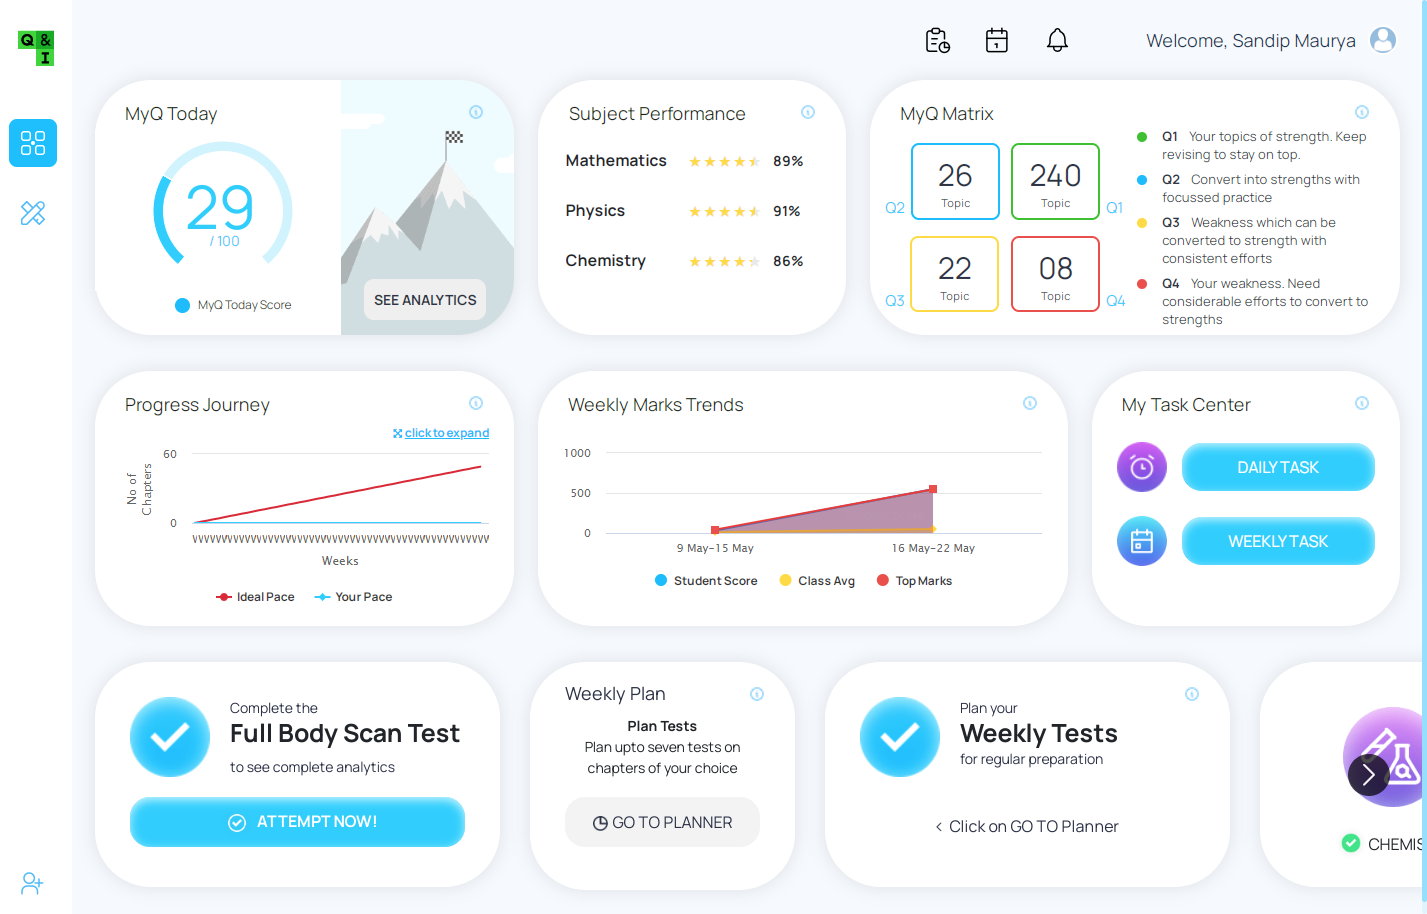 Q &
I
Welcome, Sandip Maurya
MyQ Today
29
/ 100
MyQ Today Score
SEE ANALYTICS
Subject Performance
Mathematics 89%
Physics 91%
Chemistry 86%
MyQ Matrix
Q2
26
Topic
240
Topic
Q1
Q3
22
Topic
08
Topic
Q4
Q1 Your topics of strength. Keep
revising to stay on top.
Q2 Convert into strengths with
focussed practice
Q3 Weakness which can be
converted to strength with
consistent efforts
Q4 Your weakness. Need
considerable efforts to convert to
strengths
Progress Journey
click to expand
No of
Chapters
60
0
Weeks
Ideal Pace
Your Pace
Weekly Marks Trends
1000
500
0
9 May-15 May
16 May-22 May
Student Score
Class Avg
Top Marks
My Task Center
DAILY TASK
WEEKLY TASK
Complete the
Full Body Scan Test
to see complete analytics
ATTEMPT NOW!
Weekly Plan
Plan Tests
Plan upto seven tests on
chapters of your choice
GO TO PLANNER
Plan your
Weekly Tests
for regular preparation
< Click on GO TO Planner
CHEMIS